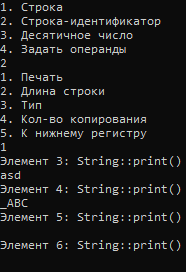 1. Строка
2. Строка-идентификатор
3. Десятичное число
4. Задать операнды
2
1. Печать
2. Длина строки
3. Тип
4. Кол-во копирования
5. К нижнему регистру
1
Элемент 3: String::print()
asd
Элемент 4: String::print()
_ABC
Элемент 5: String::print()
Элемент 6: String::print()